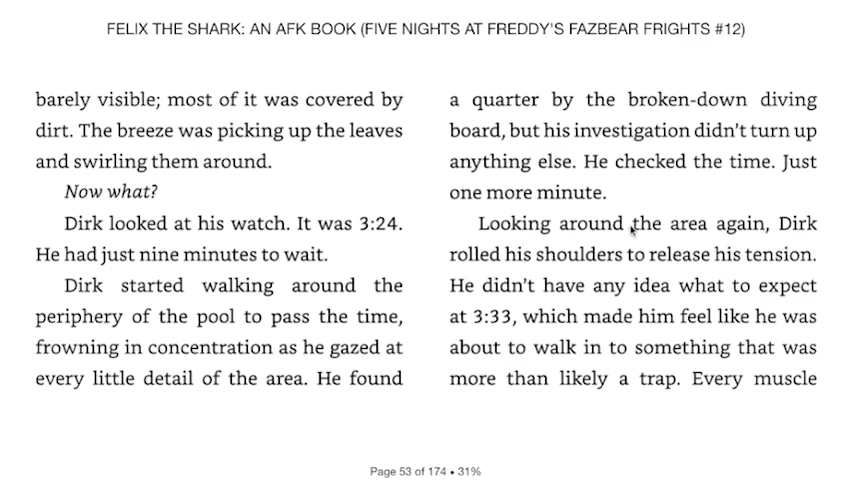 FELIX THE SHARK: AN AFK BOOK (FIVE NIGHTS AT FREDDY'S FAZBEAR FRIGHTS #12)
barely visible; most of it was covered by
dirt. The breeze was picking up the leaves
and swirling them around.
Now what?
Dirk looked at his watch. It was 3:24.
He had just nine minutes to wait.
Dirk started walking around the
periphery of the pool to pass the time,
frowning in concentration as he gazed at
every little detail of the area. He found
a quarter by the broken-down diving
board, but his investigation didn’t turn up
anything else. He checked the time. Just
one more minute.
Looking around the area again, Dirk
rolled his shoulders to release his tension.
He didn’t have any idea what to expect
at 3:33, which made him feel like he was
about to walk in to something that was
more than likely a trap. Every muscle
Page 53 of 174 • 31%